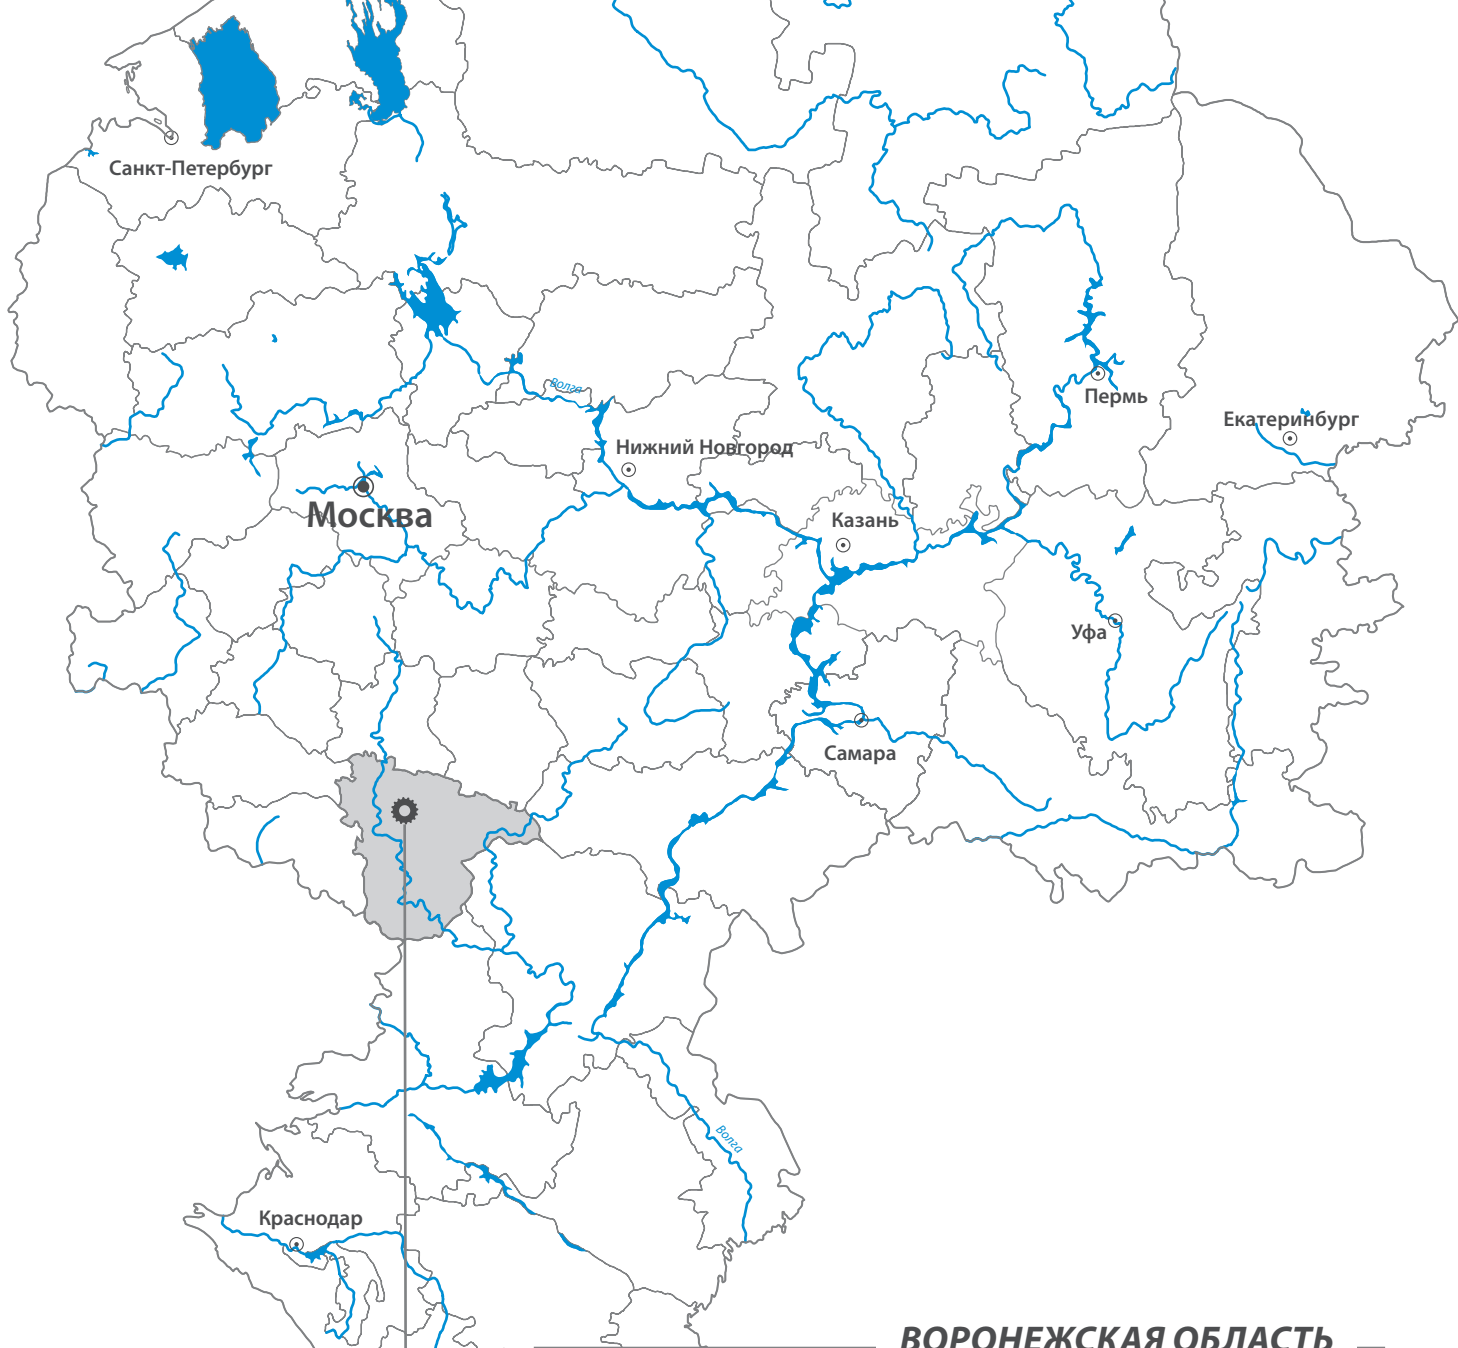 Санкт-Петербург
Волга
Пермь
Екатеринбург
Нижний Новгород
Москва
Казань
Уфа
Самара
Волга
Краснодар
ВОРОНЕЖСКАЯ ОБЛАСТЬ